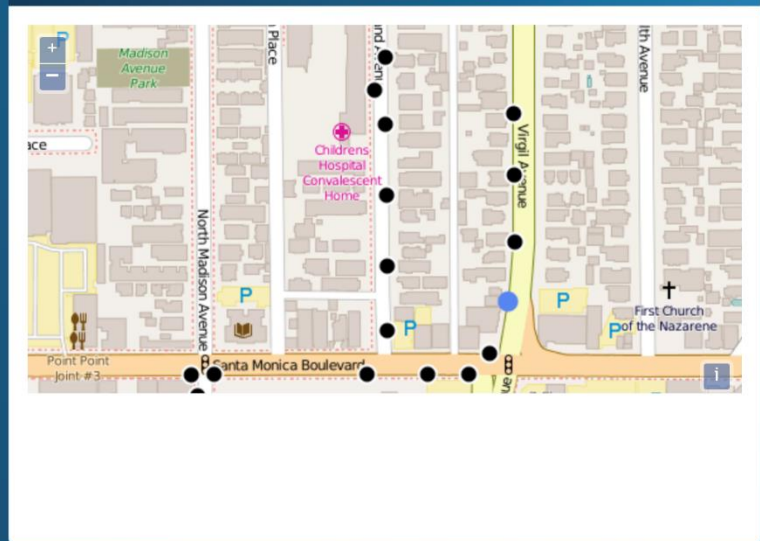 P
+
−
Madison
Avenue
Park
Place
ace
Childrens
Hospital
Convalescent
Home
Virgil Avenue
North Madison Avenue
P
P
P
P
First Church
of the Nazarene
Point Point
Joint #3
Santa Monica Boulevard
i